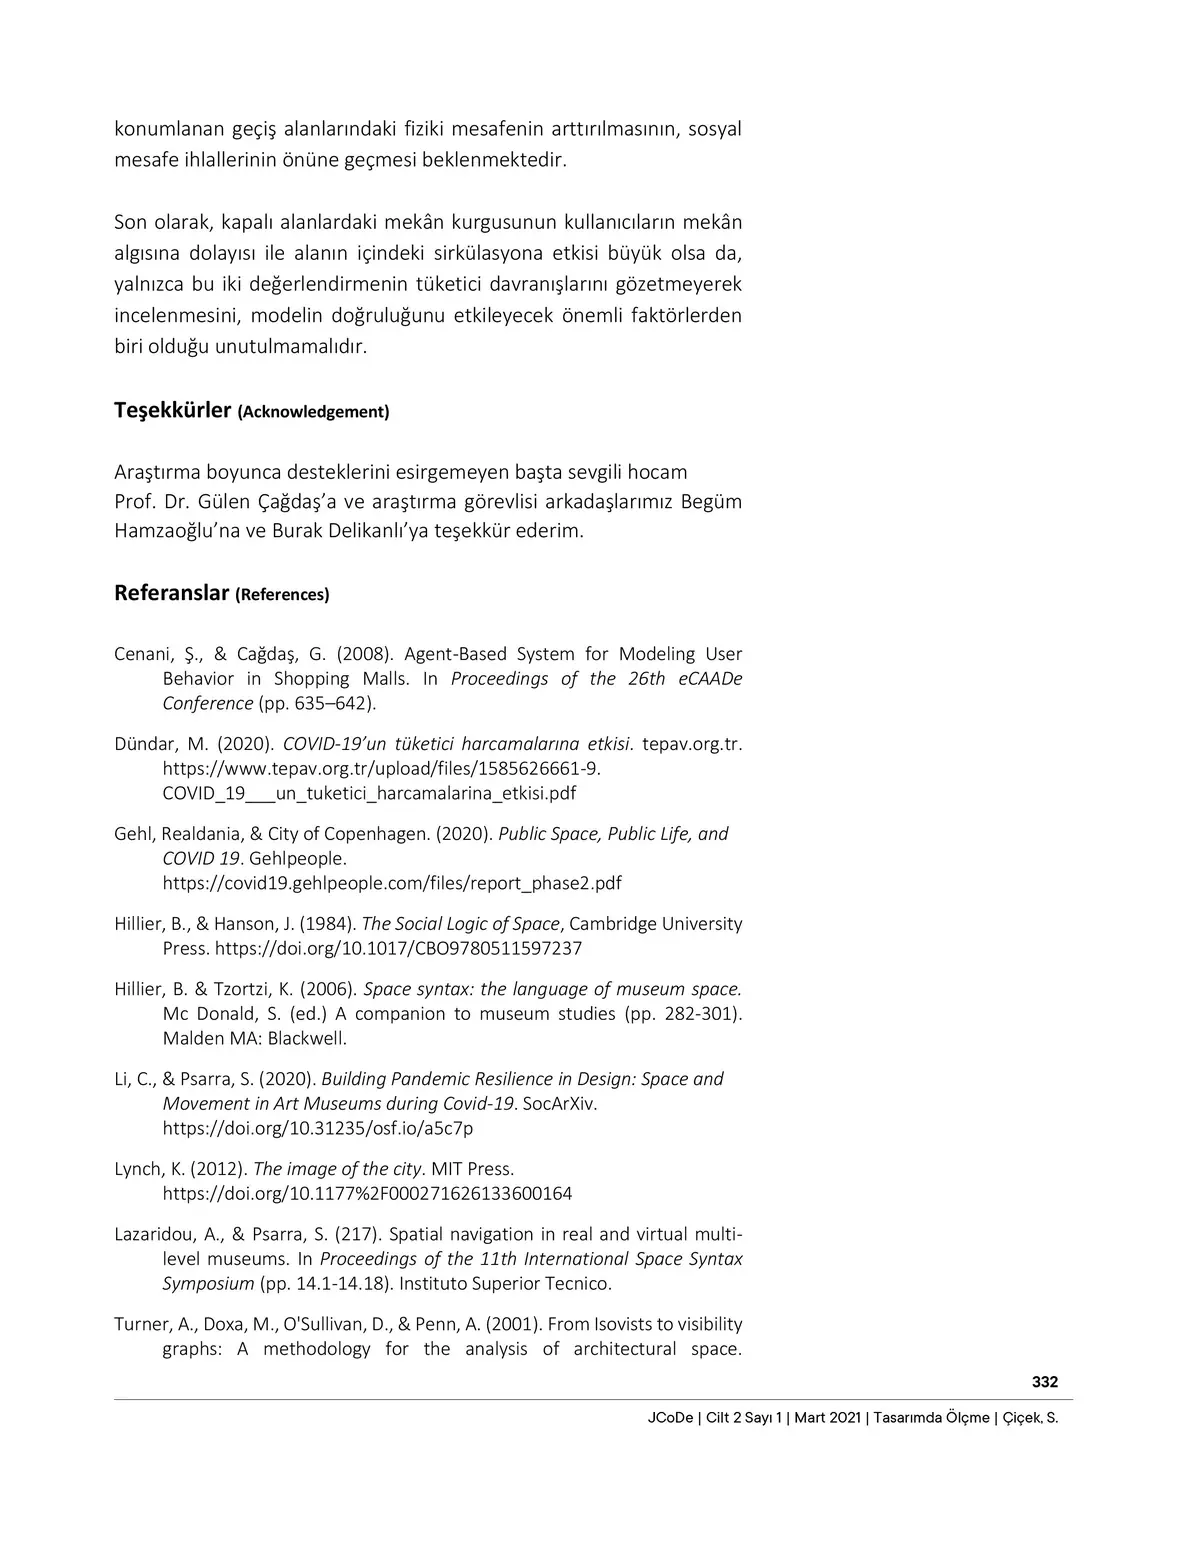 konumlanan geçiş alanlarındaki fiziki mesafenin arttırılmasının, sosyal
mesafe ihlallerinin önüne geçmesi beklenmektedir.
Son olarak, kapalı alanlardaki mekân kurgusunun kullanıcıların mekân
algısına dolayısı ile alanın içindeki sirkülasyona etkisi büyük olsa da,
yalnızca bu iki değerlendirmenin tüketici davranışlarını gözetmeyerek
incelenmesini, modelin doğruluğunu etkileyecek önemli faktörlerden
biri olduğu unutulmamalıdır.
Teşekkürler (Acknowledgement)
Araştırma boyunca desteklerini esirgemeyen başta sevgili hocam
Prof. Dr. Gülen Çağdaş’a ve araştırma görevlisi arkadaşlarımız Begüm
Hamzaoğlu’na ve Burak Delikanlı’ya teşekkür ederim.
Referanslar (References)
Cenani, Ş., & Cağdaş, G. (2008). Agent-Based System for Modeling User
Behavior in Shopping Malls. In Proceedings of the 26th eCAADe
Conference (pp. 635–642).
Dündar, M. (2020). COVID-19’un tüketici harcamalarına etkisi. tepav.org.tr.
https://www.tepav.org.tr/upload/files/1585626661-9.
COVID_19___un_tuketici_harcamalarina_etkisi.pdf
Gehl, Realdania, & City of Copenhagen. (2020). Public Space, Public Life, and
COVID 19. Gehlpeople.
https://covid19.gehlpeople.com/files/report_phase2.pdf
Hillier, B., & Hanson, J. (1984). The Social Logic of Space, Cambridge University
Press. https://doi.org/10.1017/CBO9780511597237
Hillier, B. & Tzortzi, K. (2006). Space syntax: the language of museum space.
Mc Donald, S. (ed.) A companion to museum studies (pp. 282-301).
Malden MA: Blackwell.
Li, C., & Psarra, S. (2020). Building Pandemic Resilience in Design: Space and
Movement in Art Museums during Covid-19. SocArXiv.
https://doi.org/10.31235/osf.io/a5c7p
Lynch, K. (2012). The image of the city. MIT Press.
https://doi.org/10.1177%2F000271626133600164
Lazaridou, A., & Psarra, S. (217). Spatial navigation in real and virtual multi-
level museums. In Proceedings of the 11th International Space Syntax
Symposium (pp. 14.1-14.18). Instituto Superior Tecnico.
Turner, A., Doxa, M., O'Sullivan, D., & Penn, A. (2001). From Isovists to visibility
graphs: A methodology for the analysis of architectural space.
332
JCoDe | Cilt 2 Sayı 1 | Mart 2021 | Tasarımda Ölçme | Çiçek, S.